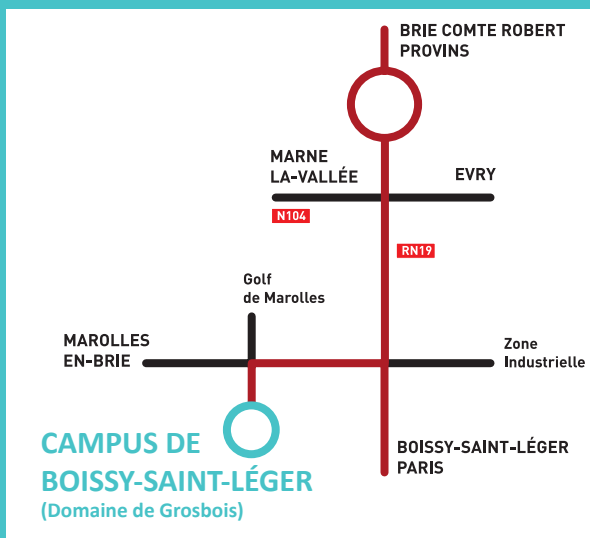 BRIE COMTE ROBERT
PROVINS
MARNE
LA-VALLÉE
EVRY
N104
RN19
Golf
de Marolles
MAROLLES
EN-BRIE
Zone
Industrielle
CAMPUS DE
BOISSY-SAINT-LÉGER
(Domaine de Grosbois)
BOISSY-SAINT-LÉGER
PARIS